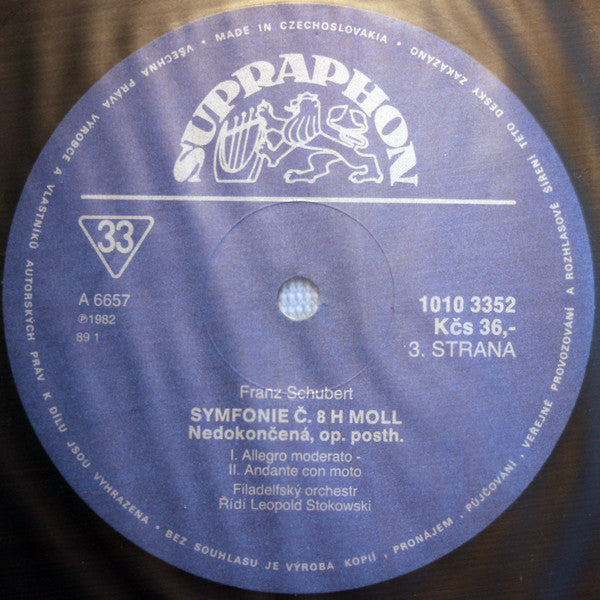 VŠECHNA PRÁVA VÝROBCE A VLASTNÍKŮ AUTORSKÝCH PRÁV K DÍLU JSOU VYHRAZENA • BEZ SOUHLASU JE VÝROBA KOPIÍ, PRONÁJEM, PŮJČOVÁNÍ, VEŘEJNÉ PROVOZOVÁNÍ A ROZHLASOVÉ ŠÍŘENÍ TÉTO DESKY ZAKÁZÁNO • MADE IN CZECHOSLOVAKIA •
SUPRAPHON
33
A 6657
℗1982
89 1
1010 3352
Kčs 36,-
3. STRANA
Franz Schubert
SYMFONIE Č. 8 H MOLL
Nedokončená, op. posth.
I. Allegro moderato -
II. Andante con moto
Filadelfský orchestr
Řídí Leopold Stokowski